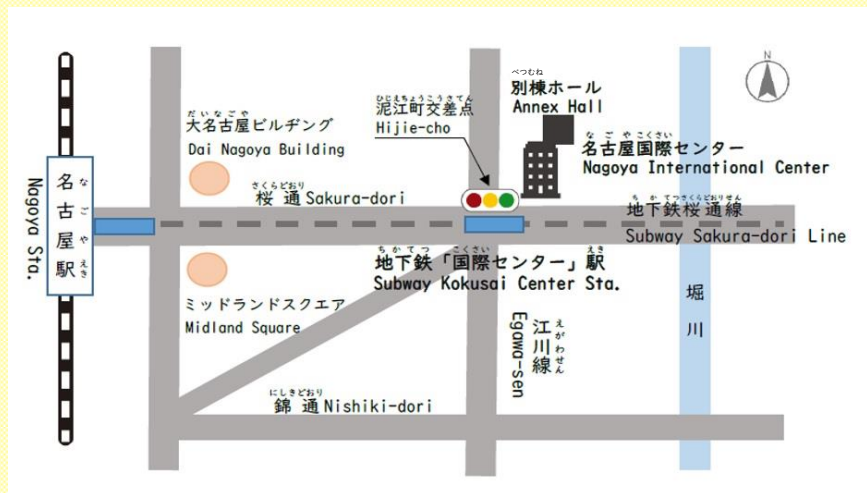 N
べつむね
別棟ホール
Annex Hall
ひじえちょうこうさてん
泥江町交差点
Hijie-cho
だいなごや
大名古屋ビルヂング
Dai Nagoya Building
なごやこくさい
名古屋国際センター
Nagoya International Center
さくらどおり
桜通 Sakura-dori
ちかてつさくらどおりせん
地下鉄桜通線
Subway Sakura-dori Line
なごやえき
名古屋駅
Nagoya Sta.
ちかてつ こくさい えき
地下鉄「国際センター」駅
Subway Kokusai Center Sta.
ミッドランドスクエア
Midland Square
えがわせん
江川線
Egawa-sen
堀川
にしきどおり
錦通 Nishiki-dori